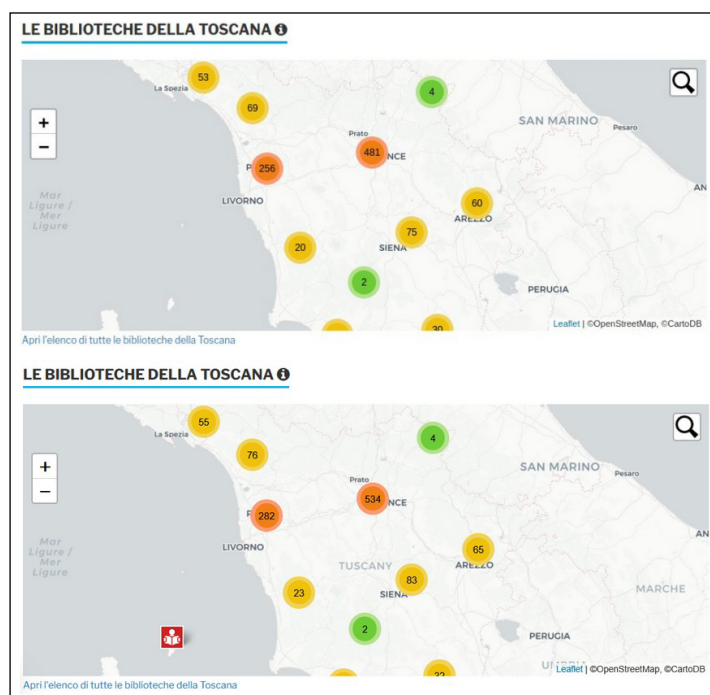 LE BIBLIOTECHE DELLA TOSCANA
53
La Spezia
4
69
+
−
SAN MARINO
Pesaro
Prato
481
NCE
256
AN
Mar
Ligure /
Mer
Ligure
LIVORNO
60
AREZZO
75
20
SIENA
2
PERUGIA
30
Leaflet | ©OpenStreetMap, ©CartoDB
Apri l'elenco di tutte le biblioteche della Toscana
LE BIBLIOTECHE DELLA TOSCANA
55
La Spezia
4
76
+
−
SAN MARINO
Pesaro
Prato
534
NCE
282
AN
Mar
Ligure /
Mer
Ligure
LIVORNO
65
TUSCANY
AREZZO
83
23
SIENA
MARCHE
2
PERUGIA
32
Leaflet | ©OpenStreetMap, ©CartoDB
Apri l'elenco di tutte le biblioteche della Toscana